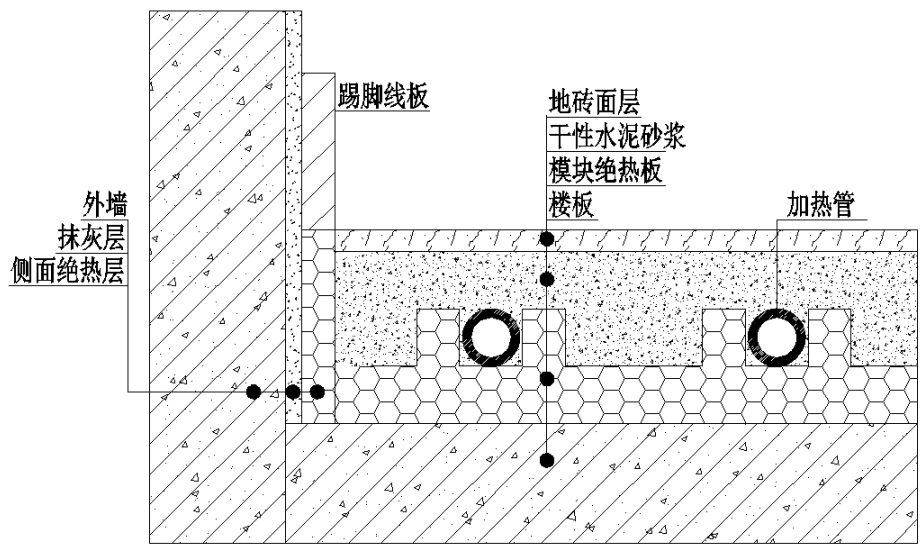 踢脚线板
地砖面层
干性水泥砂浆
模块绝热板
楼板
加热管
外墙
抹灰层
侧面绝热层